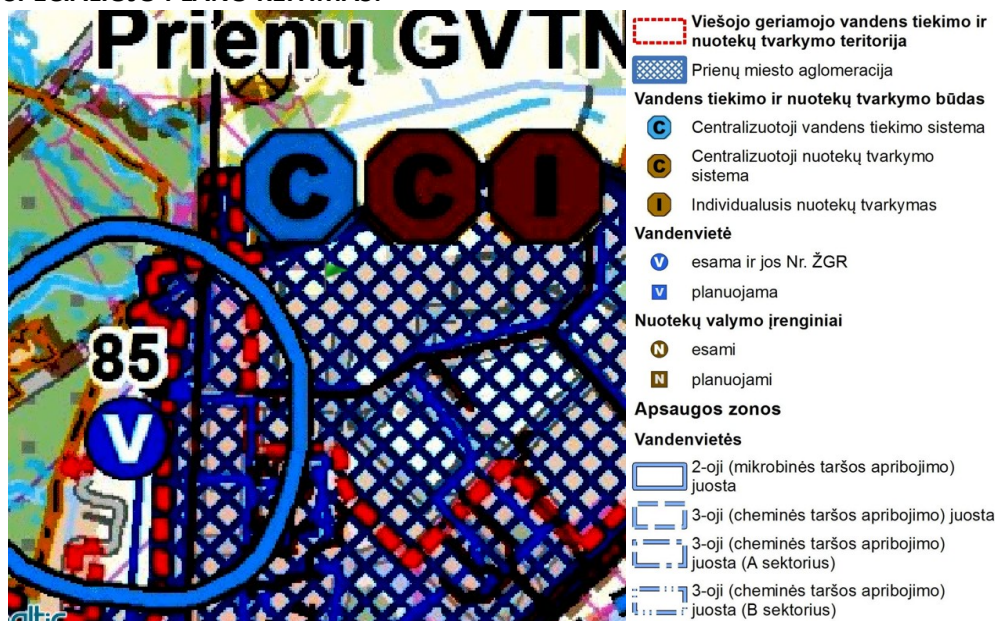 Prienų GVTN
C C I
85
V
Viešojo geriamojo vandens tiekimo ir
nuotekų tvarkymo teritorija
Prienų miesto aglomeracija
Vandens tiekimo ir nuotekų tvarkymo būdas
C Centralizuotoji vandens tiekimo sistema
C Centralizuotoji nuotekų tvarkymo
sistema
I Individualusis nuotekų tvarkymas
Vandenvietė
V esama ir jos Nr. ŽGR
V planuojama
Nuotekų valymo įrenginiai
N esami
N planuojami
Apsaugos zonos
Vandenvietės
2-oji (mikrobinės taršos apribojimo)
juosta
3-oji (cheminės taršos apribojimo) juosta
3-oji (cheminės taršos apribojimo)
juosta (A sektorius)
3-oji (cheminės taršos apribojimo)
juosta (B sektorius)